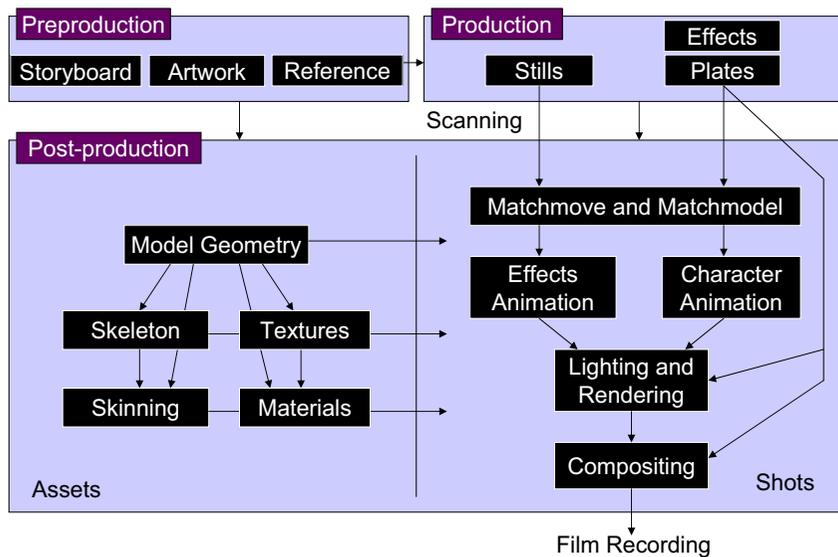 Preproduction
Storyboard
Artwork
Reference
Production
Effects
Stills
Plates
Scanning
Post-production
Matchmove and Matchmodel
Model Geometry
Effects
Animation
Character
Animation
Skeleton
Textures
Lighting and
Rendering
Skinning
Materials
Compositing
Assets
Shots
Film Recording